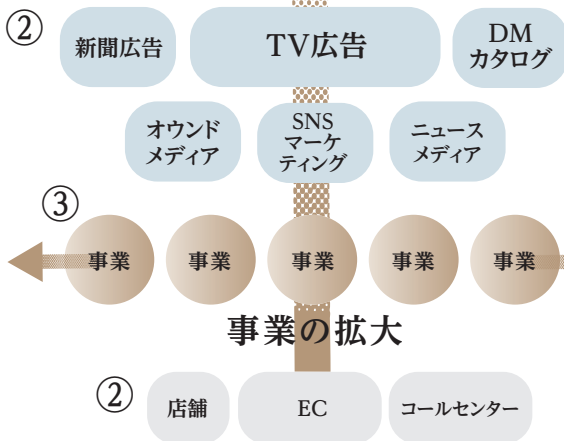 ②
新聞広告
TV広告
DM
カタログ
オウンド
メディア
SNS
マーケ
ティング
ニュース
メディア
③
事業
事業
事業
事業
事業
事業の拡大
②
店舗
EC
コールセンター